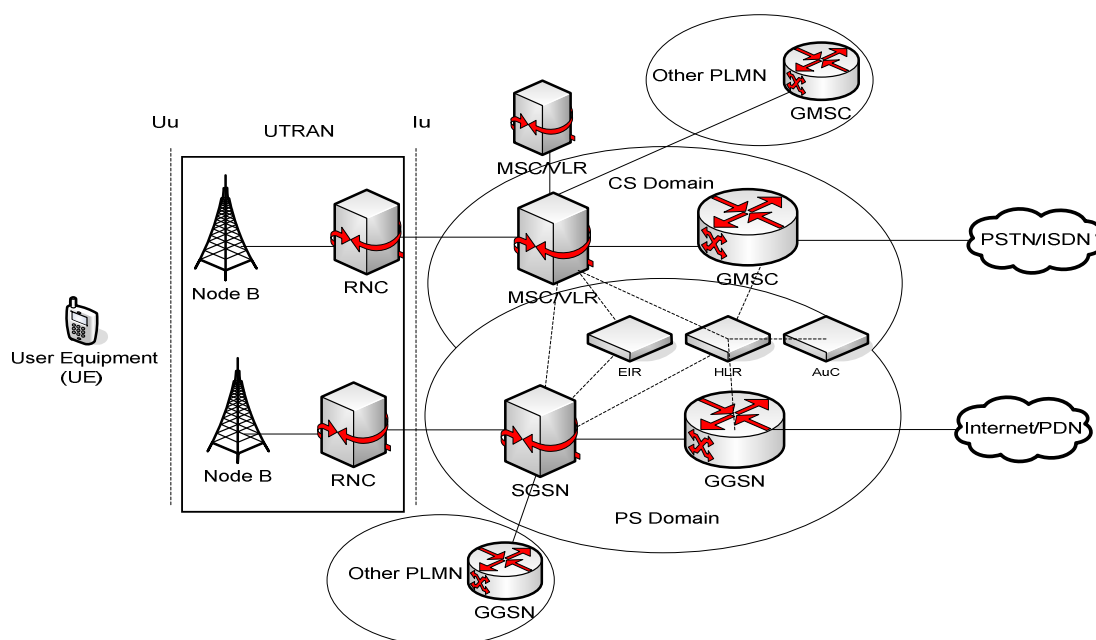 Other PLMN
GMSC
Uu
UTRAN
Iu
MSC/VLR
CS Domain
PSTN/ISDN
Node B
RNC
MSC/VLR
GMSC
User Equipment
(UE)
EIR
HLR
AuC
Internet/PDN
Node B
RNC
SGSN
GGSN
PS Domain
Other PLMN
GGSN